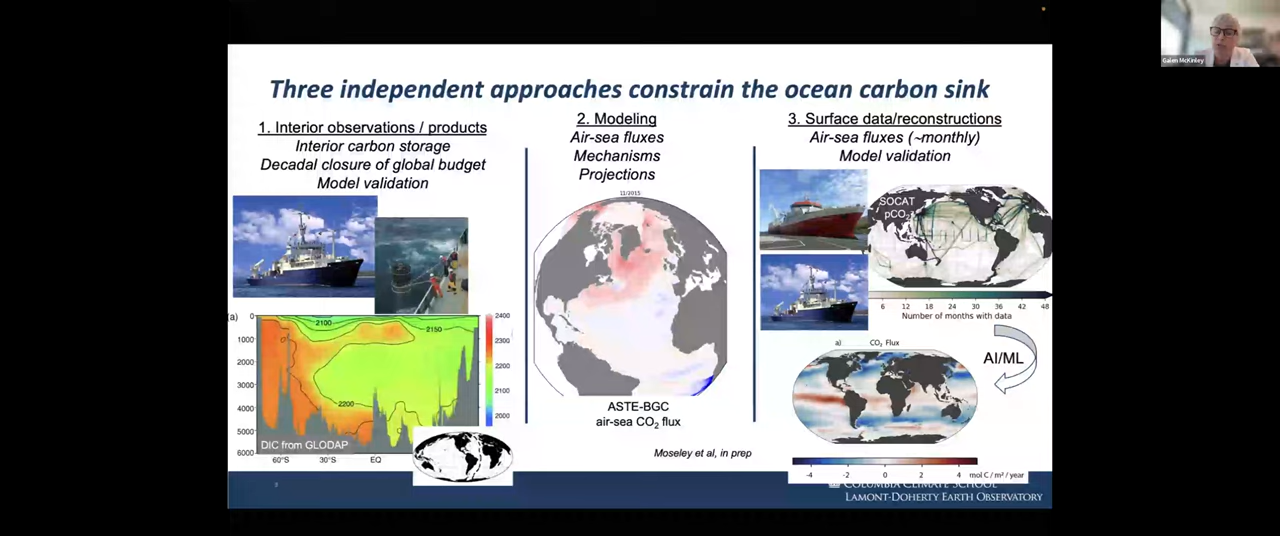 Galen McKinley
Three independent approaches constrain the ocean carbon sink
1. Interior observations / products
Interior carbon storage
Decadal closure of global budget
Model validation
(a)
0
1000
2000
3000
4000
5000
6000
2100
2150
2200
DIC from GLODAP
60°S
30°S
EQ
2400
2300
2200
2100
2000
2. Modeling
Air-sea fluxes
Mechanisms
Projections
11/2015
ASTE-BGC
air-sea CO₂ flux
Moseley et al, in prep
3. Surface data/reconstructions
Air-sea fluxes (~monthly)
Model validation
SOCAT
pCO₂
6 12 18 24 30 36 42 48
Number of months with data
AI/ML
a) CO₂ Flux
-4 -2 0 2 4 mol C / m² / year
COLUMBIA CLIMATE SCHOOL
LAMONT-DOHERTY EARTH OBSERVATORY